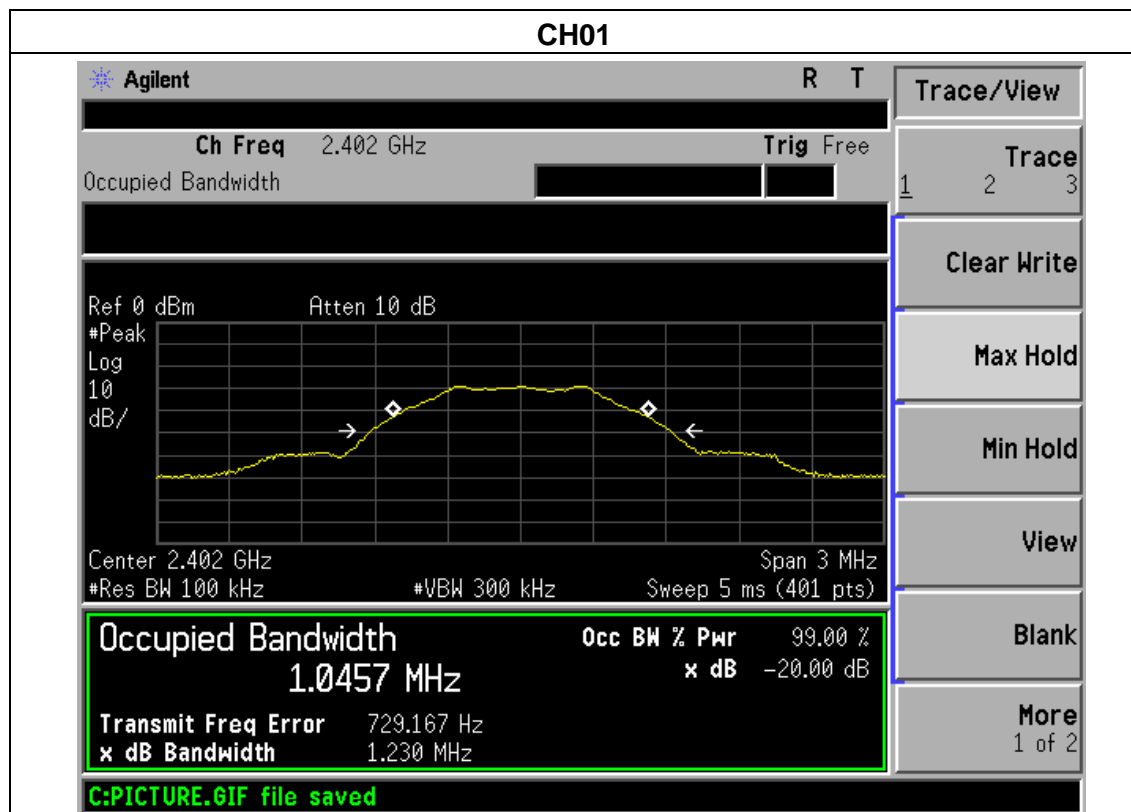 CH01
Agilent R T
Trace/View
Ch Freq 2.402 GHz Trig Free
Occupied Bandwidth
Trace
1 2 3
Clear Write
Ref 0 dBm Atten 10 dB
#Peak
Log
10
dB/
Max Hold
Min Hold
View
Center 2.402 GHz Span 3 MHz
#Res BW 100 kHz #VBW 300 kHz Sweep 5 ms (401 pts)
Occupied Bandwidth Occ BW % Pwr 99.00 %
1.0457 MHz x dB -20.00 dB
Blank
Transmit Freq Error 729.167 Hz
x dB Bandwidth 1.230 MHz
More
1 of 2
C:PICTURE.GIF file saved